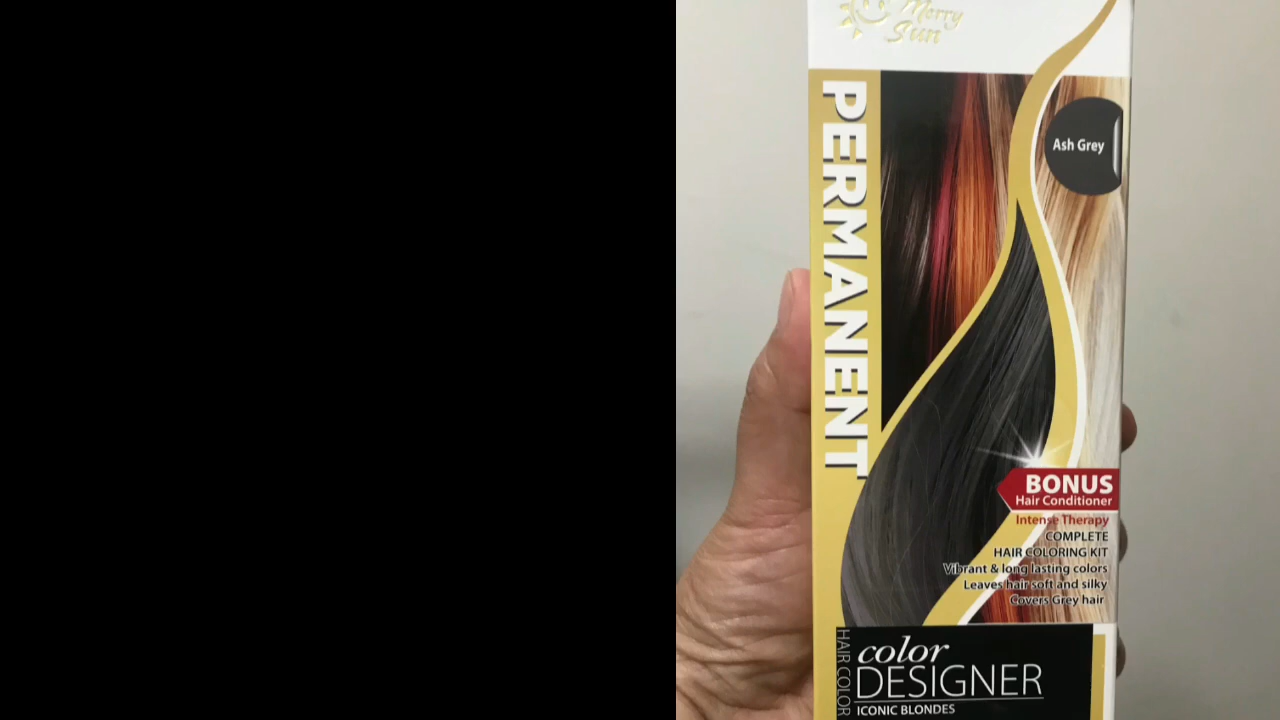 Merry
Sun
PERMANENT
Ash Grey
BONUS
Hair Conditioner
Intense Therapy
COMPLETE
HAIR COLORING KIT
Vibrant & long lasting colors
Leaves hair soft and silky
Covers Grey hair
HAIR COLOR
color
DESIGNER
ICONIC BLONDES